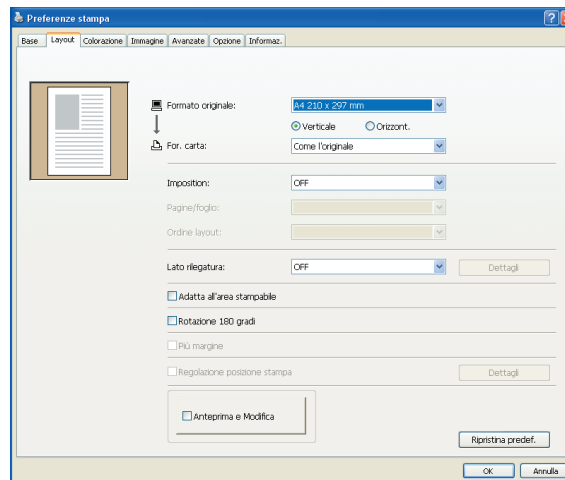 Preferenze stampa
Base Layout Colorazione Immagine Avanzate Opzione Informaz.
Formato originale: A4 210 x 297 mm
Verticale Orizzont.
For. carta: Come l'originale
Imposition: OFF
Pagine/foglio:
Ordine layout:
Lato rilegatura: OFF Dettagli
Adatta all'area stampabile
Rotazione 180 gradi
Più margine
Regolazione posizione stampa Dettagli
Anteprima e Modifica
Ripristina predef.
OK Annulla